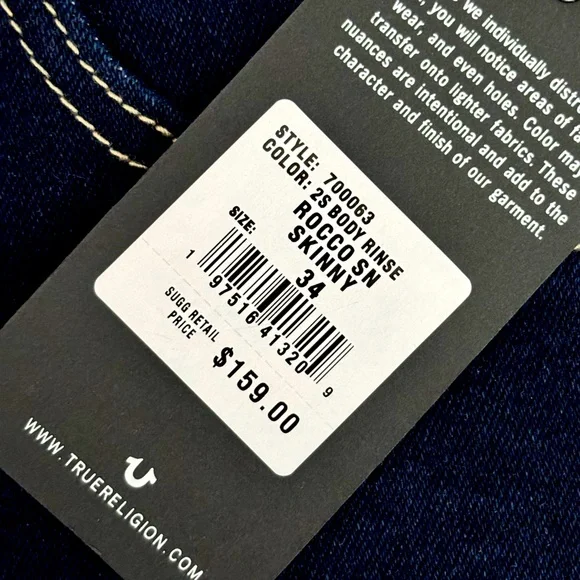 we individually distr
, you will notice areas of fa
wear, and even holes. Color may
transfer onto lighter fabrics. These
nuances are intentional and add to the
character and finish of our garment.
STYLE: 700063
COLOR: 2S BODY RINSE
ROCCO SN
SKINNY
SIZE: 34
1 97516 41320 9
SUGG RETAIL
PRICE
$159.00
WWW.TRUERELIGION.COM